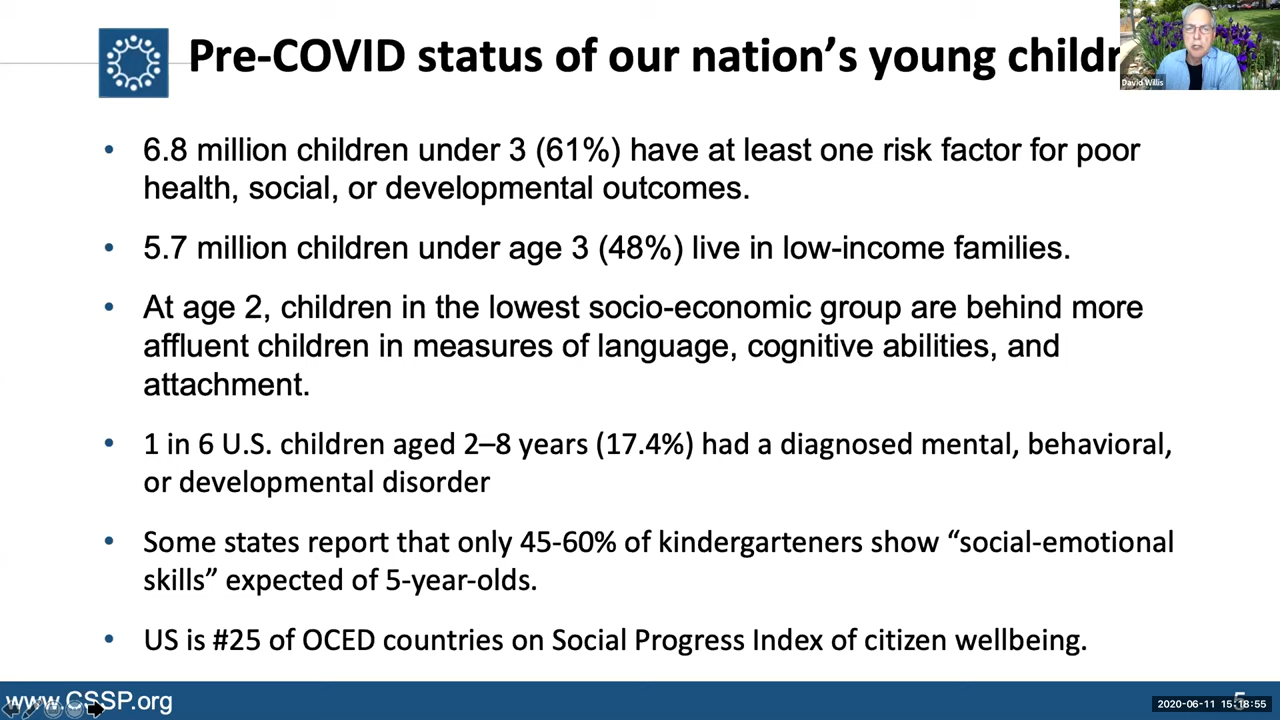 Pre-COVID status of our nation’s young childr
David Willis
• 6.8 million children under 3 (61%) have at least one risk factor for poor
health, social, or developmental outcomes.
• 5.7 million children under age 3 (48%) live in low-income families.
• At age 2, children in the lowest socio-economic group are behind more
affluent children in measures of language, cognitive abilities, and
attachment.
• 1 in 6 U.S. children aged 2–8 years (17.4%) had a diagnosed mental, behavioral,
or developmental disorder
• Some states report that only 45-60% of kindergarteners show “social-emotional
skills” expected of 5-year-olds.
• US is #25 of OCED countries on Social Progress Index of citizen wellbeing.
www.CSSP.org
5
2020-06-11 15:18:55